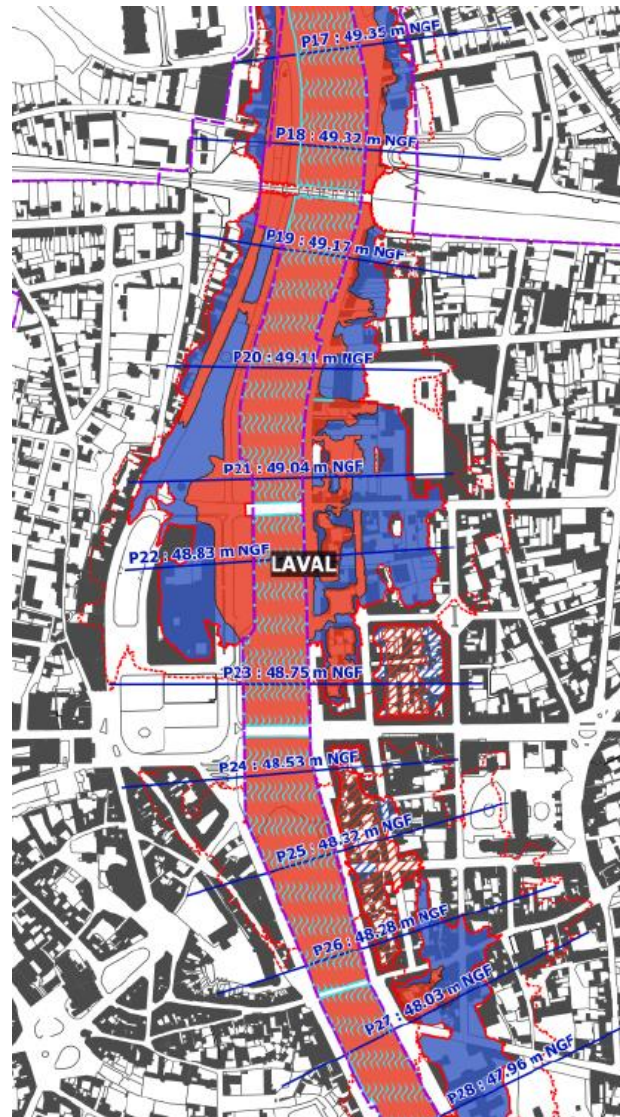 P17 : 49.35 m NGF
P18 : 49.32 m NGF
P19 : 49.17 m NGF
P20 : 49.11 m NGF
P21 : 49.04 m NGF
P22 : 48.83 m NGF
LAVAL
P23 : 48.75 m NGF
P24 : 48.53 m NGF
P25 : 48.32 m NGF
P26 : 48.28 m NGF
P27 : 48.03 m NGF
P28 : 47.96 m NGF